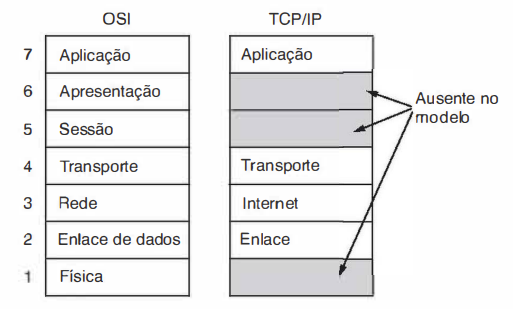 OSI TCP/IP
7 Aplicação Aplicação
6 Apresentação
Ausente no
modelo
5 Sessão
4 Transporte Transporte
3 Rede Internet
2 Enlace de dados Enlace
1 Física